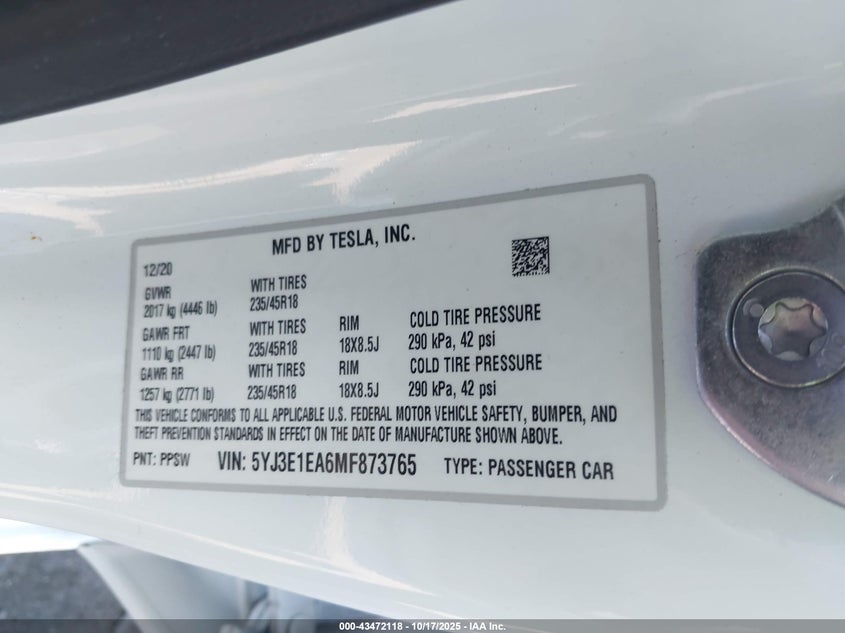 MFD BY TESLA, INC.
12/20
GVWR WITH TIRES
2017 kg (4446 lb) 235/45R18
GAWR FRT WITH TIRES RIM COLD TIRE PRESSURE
1110 kg (2447 lb) 235/45R18 18X8.5J 290 kPa, 42 psi
GAWR RR WITH TIRES RIM COLD TIRE PRESSURE
1257 kg (2771 lb) 235/45R18 18X8.5J 290 kPa, 42 psi
THIS VEHICLE CONFORMS TO ALL APPLICABLE U.S. FEDERAL MOTOR VEHICLE SAFETY, BUMPER, AND
THEFT PREVENTION STANDARDS IN EFFECT ON THE DATE OF MANUFACTURE SHOWN ABOVE.
PNT: PPSW VIN: 5YJ3E1EA6MF873765 TYPE: PASSENGER CAR
000-43472118 - 10/17/2025 - IAA Inc.